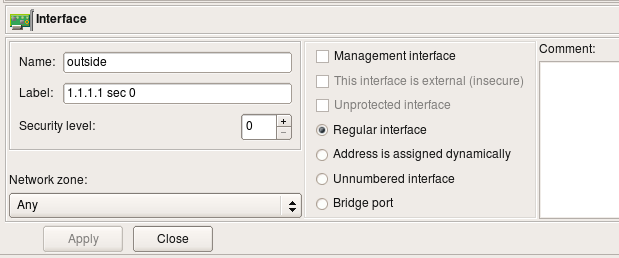 Interface
Name: outside
Label: 1.1.1.1 sec 0
Security level: 0
Network zone:
Any
Management interface
This interface is external (insecure)
Unprotected interface
Regular interface
Address is assigned dynamically
Unnumbered interface
Bridge port
Comment:
Apply Close